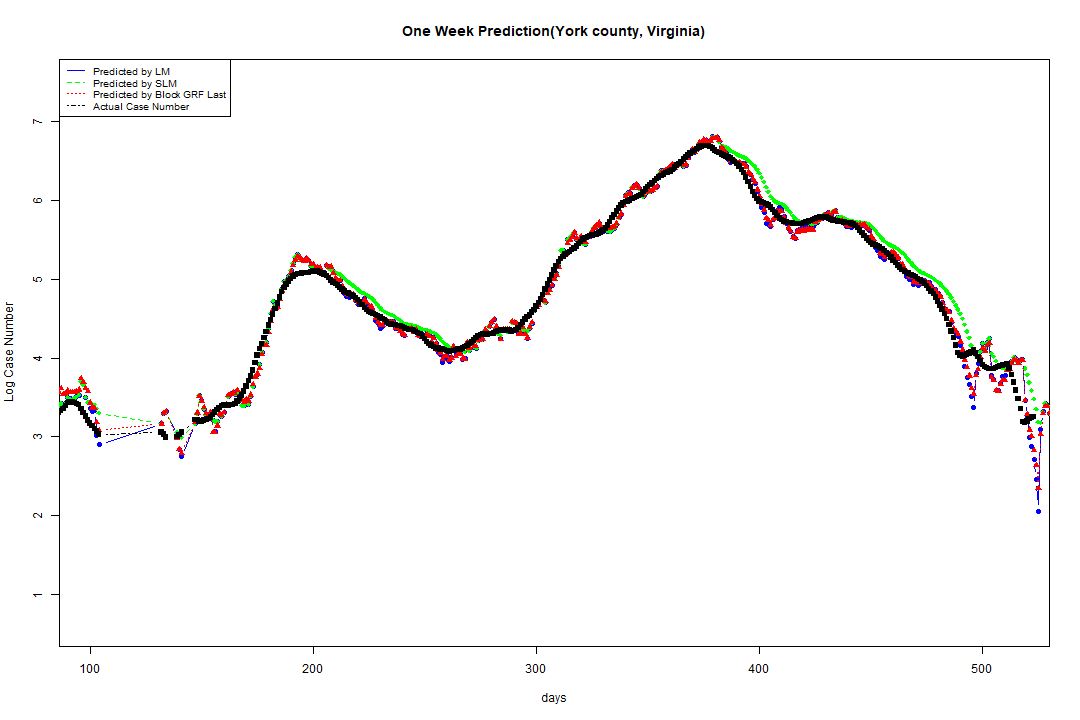 One Week Prediction(York county, Virginia)
Predicted by LM
Predicted by SLM
Predicted by Block GRF Last
Actual Case Number
Log Case Number
7
6
5
4
3
2
1
100 200 300 400 500
days